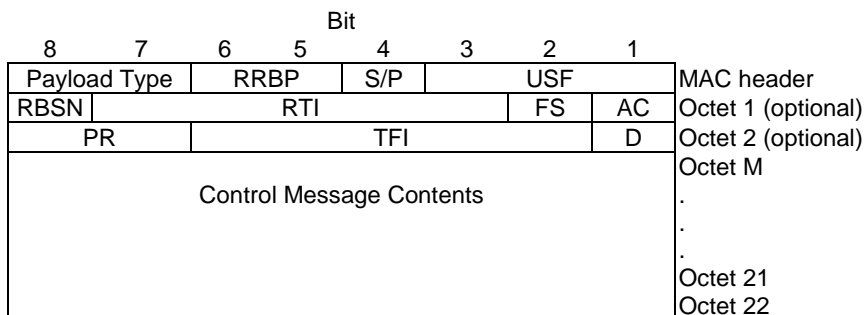 Bit
8 7 6 5 4 3 2 1
Payload Type RRBP S/P USF MAC header
RBSN RTI FS AC Octet 1 (optional)
PR TFI D Octet 2 (optional)
Octet M
Control Message Contents .
.
.
Octet 21
Octet 22